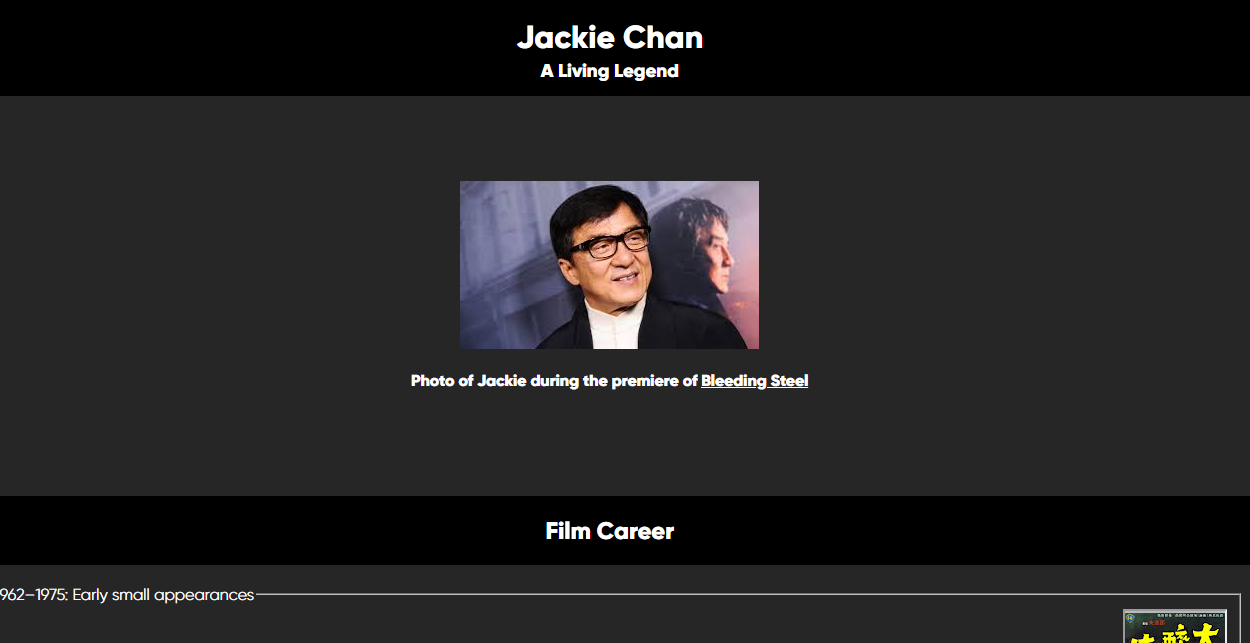 Jackie Chan
A Living Legend
Photo of Jackie during the premiere of Bleeding Steel
Film Career
962–1975: Early small appearances